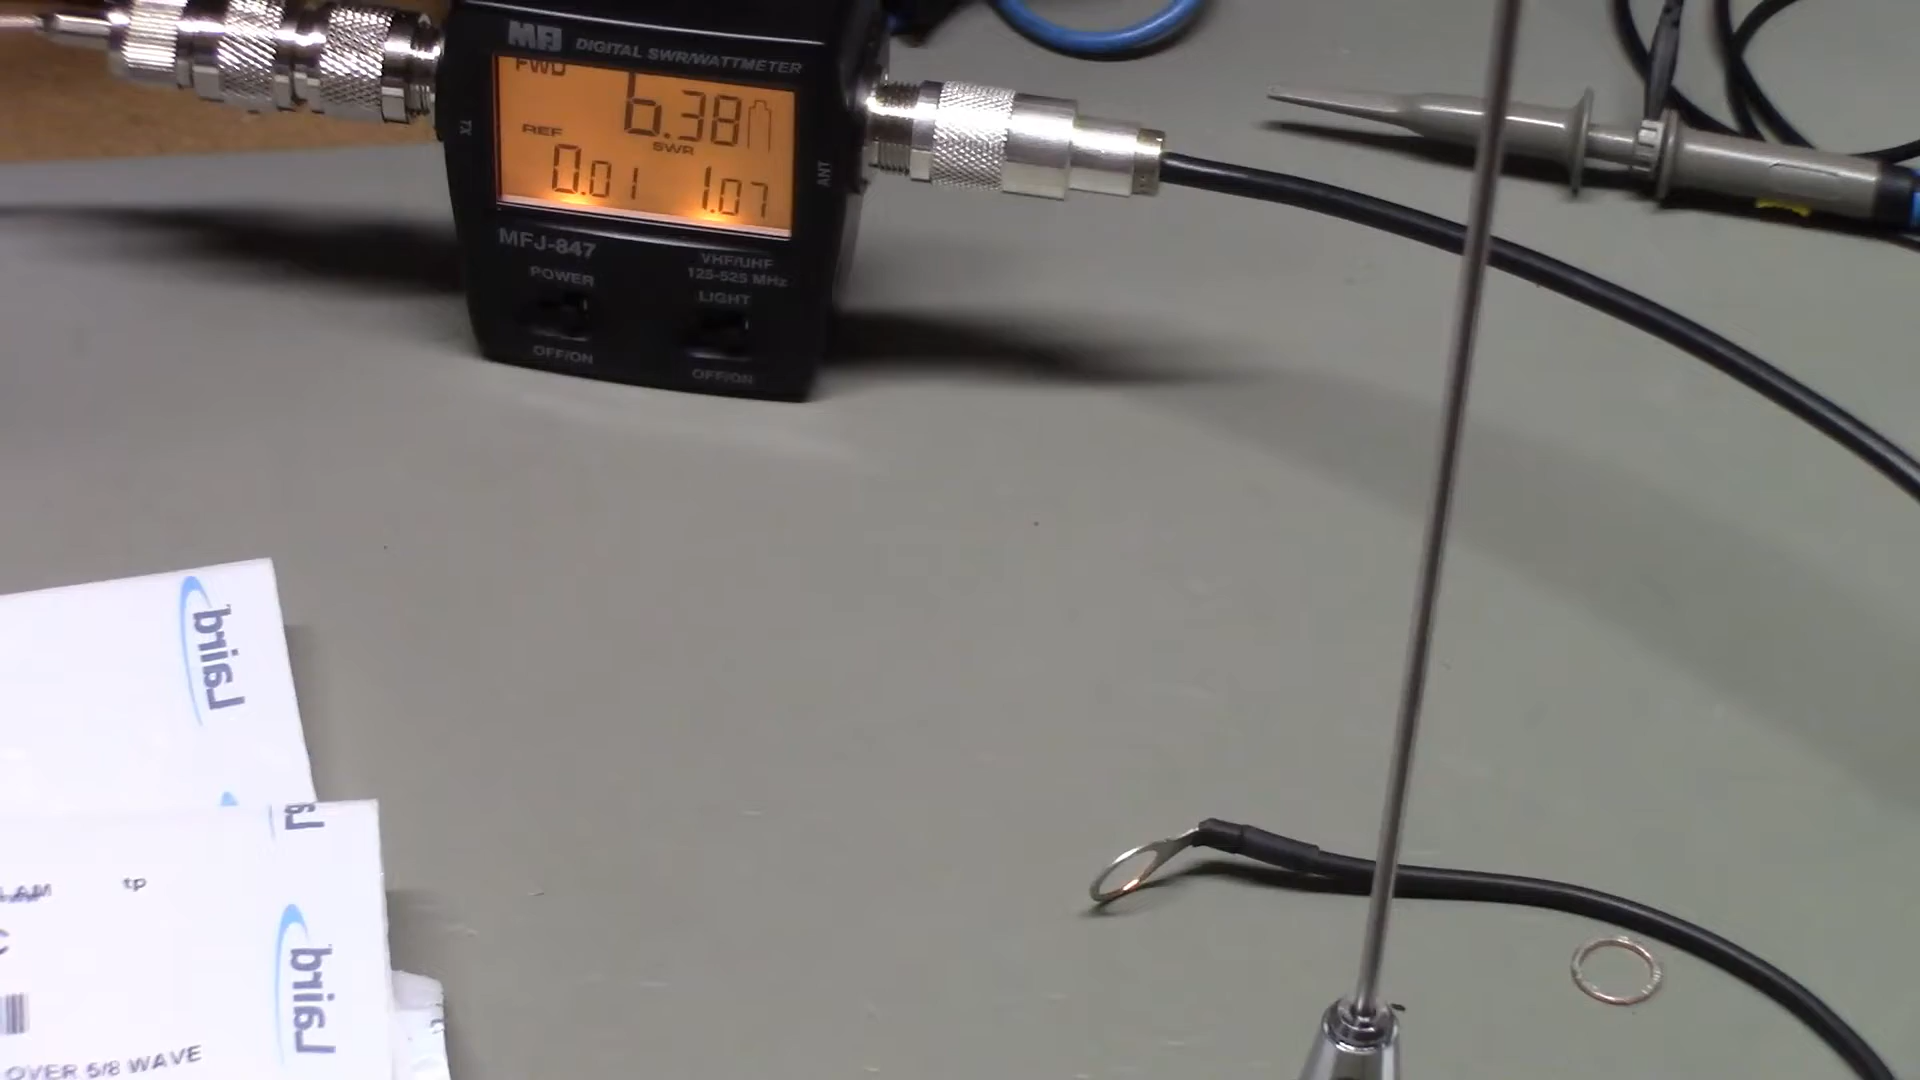 MFJ DIGITAL SWR/WATTMETER
FWD
6.38
REF
SWR
0.01 1.07
TX
ANT
MFJ-847
VHF/UHF
125-525 MHz
POWER
LIGHT
OFF/ON
OFF/ON
Laird
La
tp
Laird
OVER 5/8 WAVE